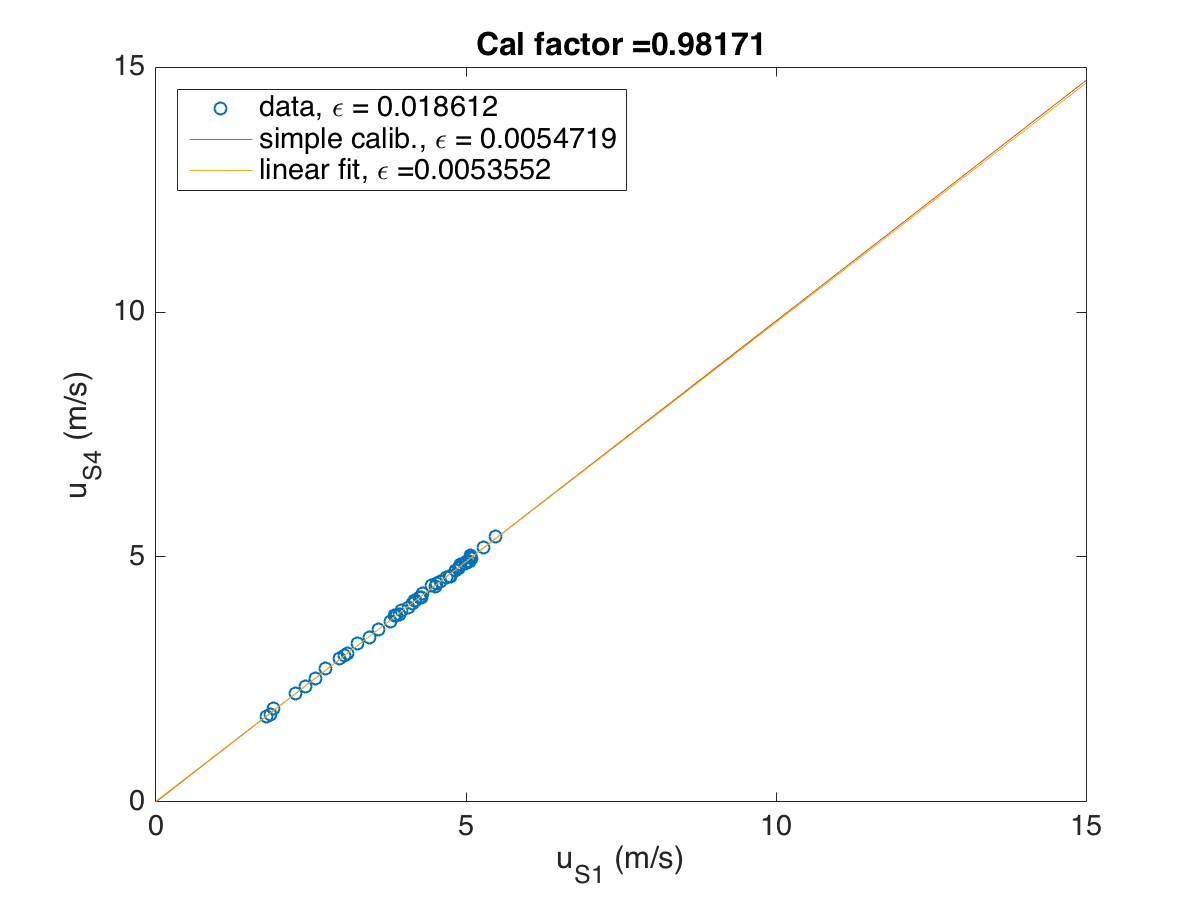 Cal factor =0.98171
15
data, ϵ = 0.018612
simple calib., ϵ = 0.0054719
linear fit, ϵ =0.0053552
10
u_S4 (m/s)
5
0
0 5 10 15
u_S1 (m/s)